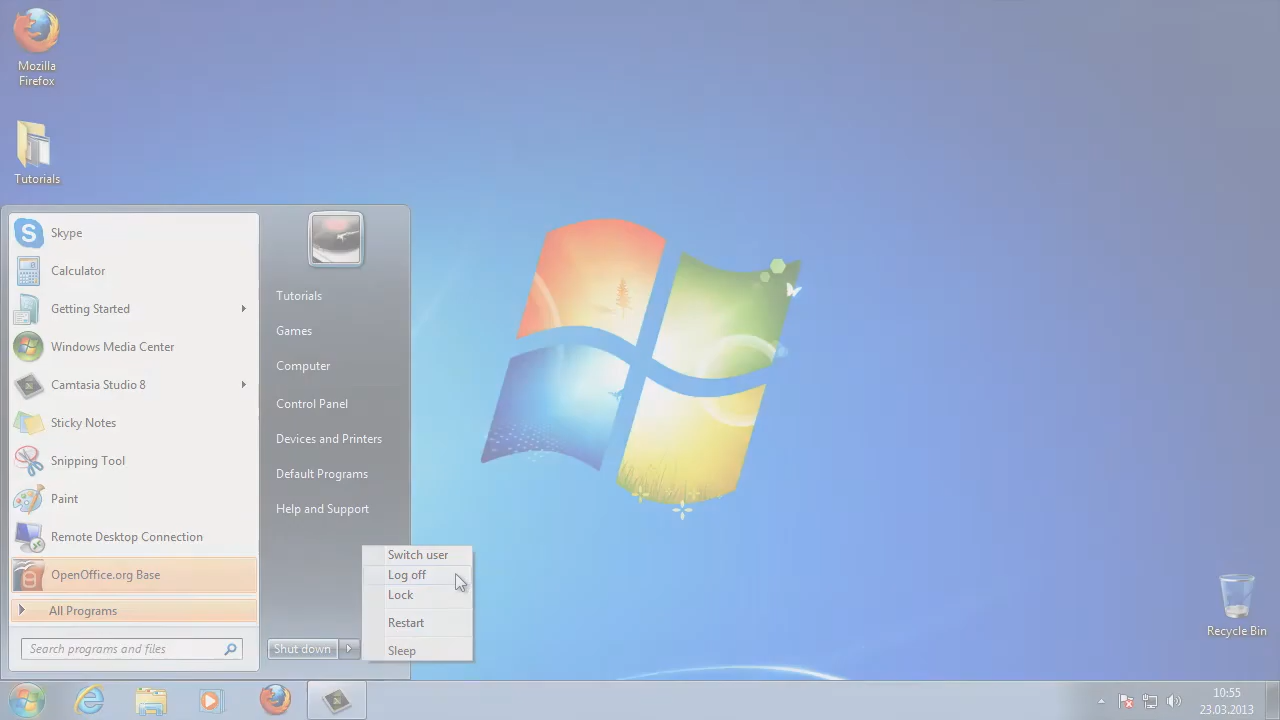 Mozilla
Firefox
Tutorials
Skype
Calculator
Getting Started
Windows Media Center
Camtasia Studio 8
Sticky Notes
Snipping Tool
Paint
Remote Desktop Connection
OpenOffice.org Base
All Programs
Search programs and files
Tutorials
Games
Computer
Control Panel
Devices and Printers
Default Programs
Help and Support
Shut down
Switch user
Log off
Lock
Restart
Sleep
Recycle Bin
10:55
23.03.2013